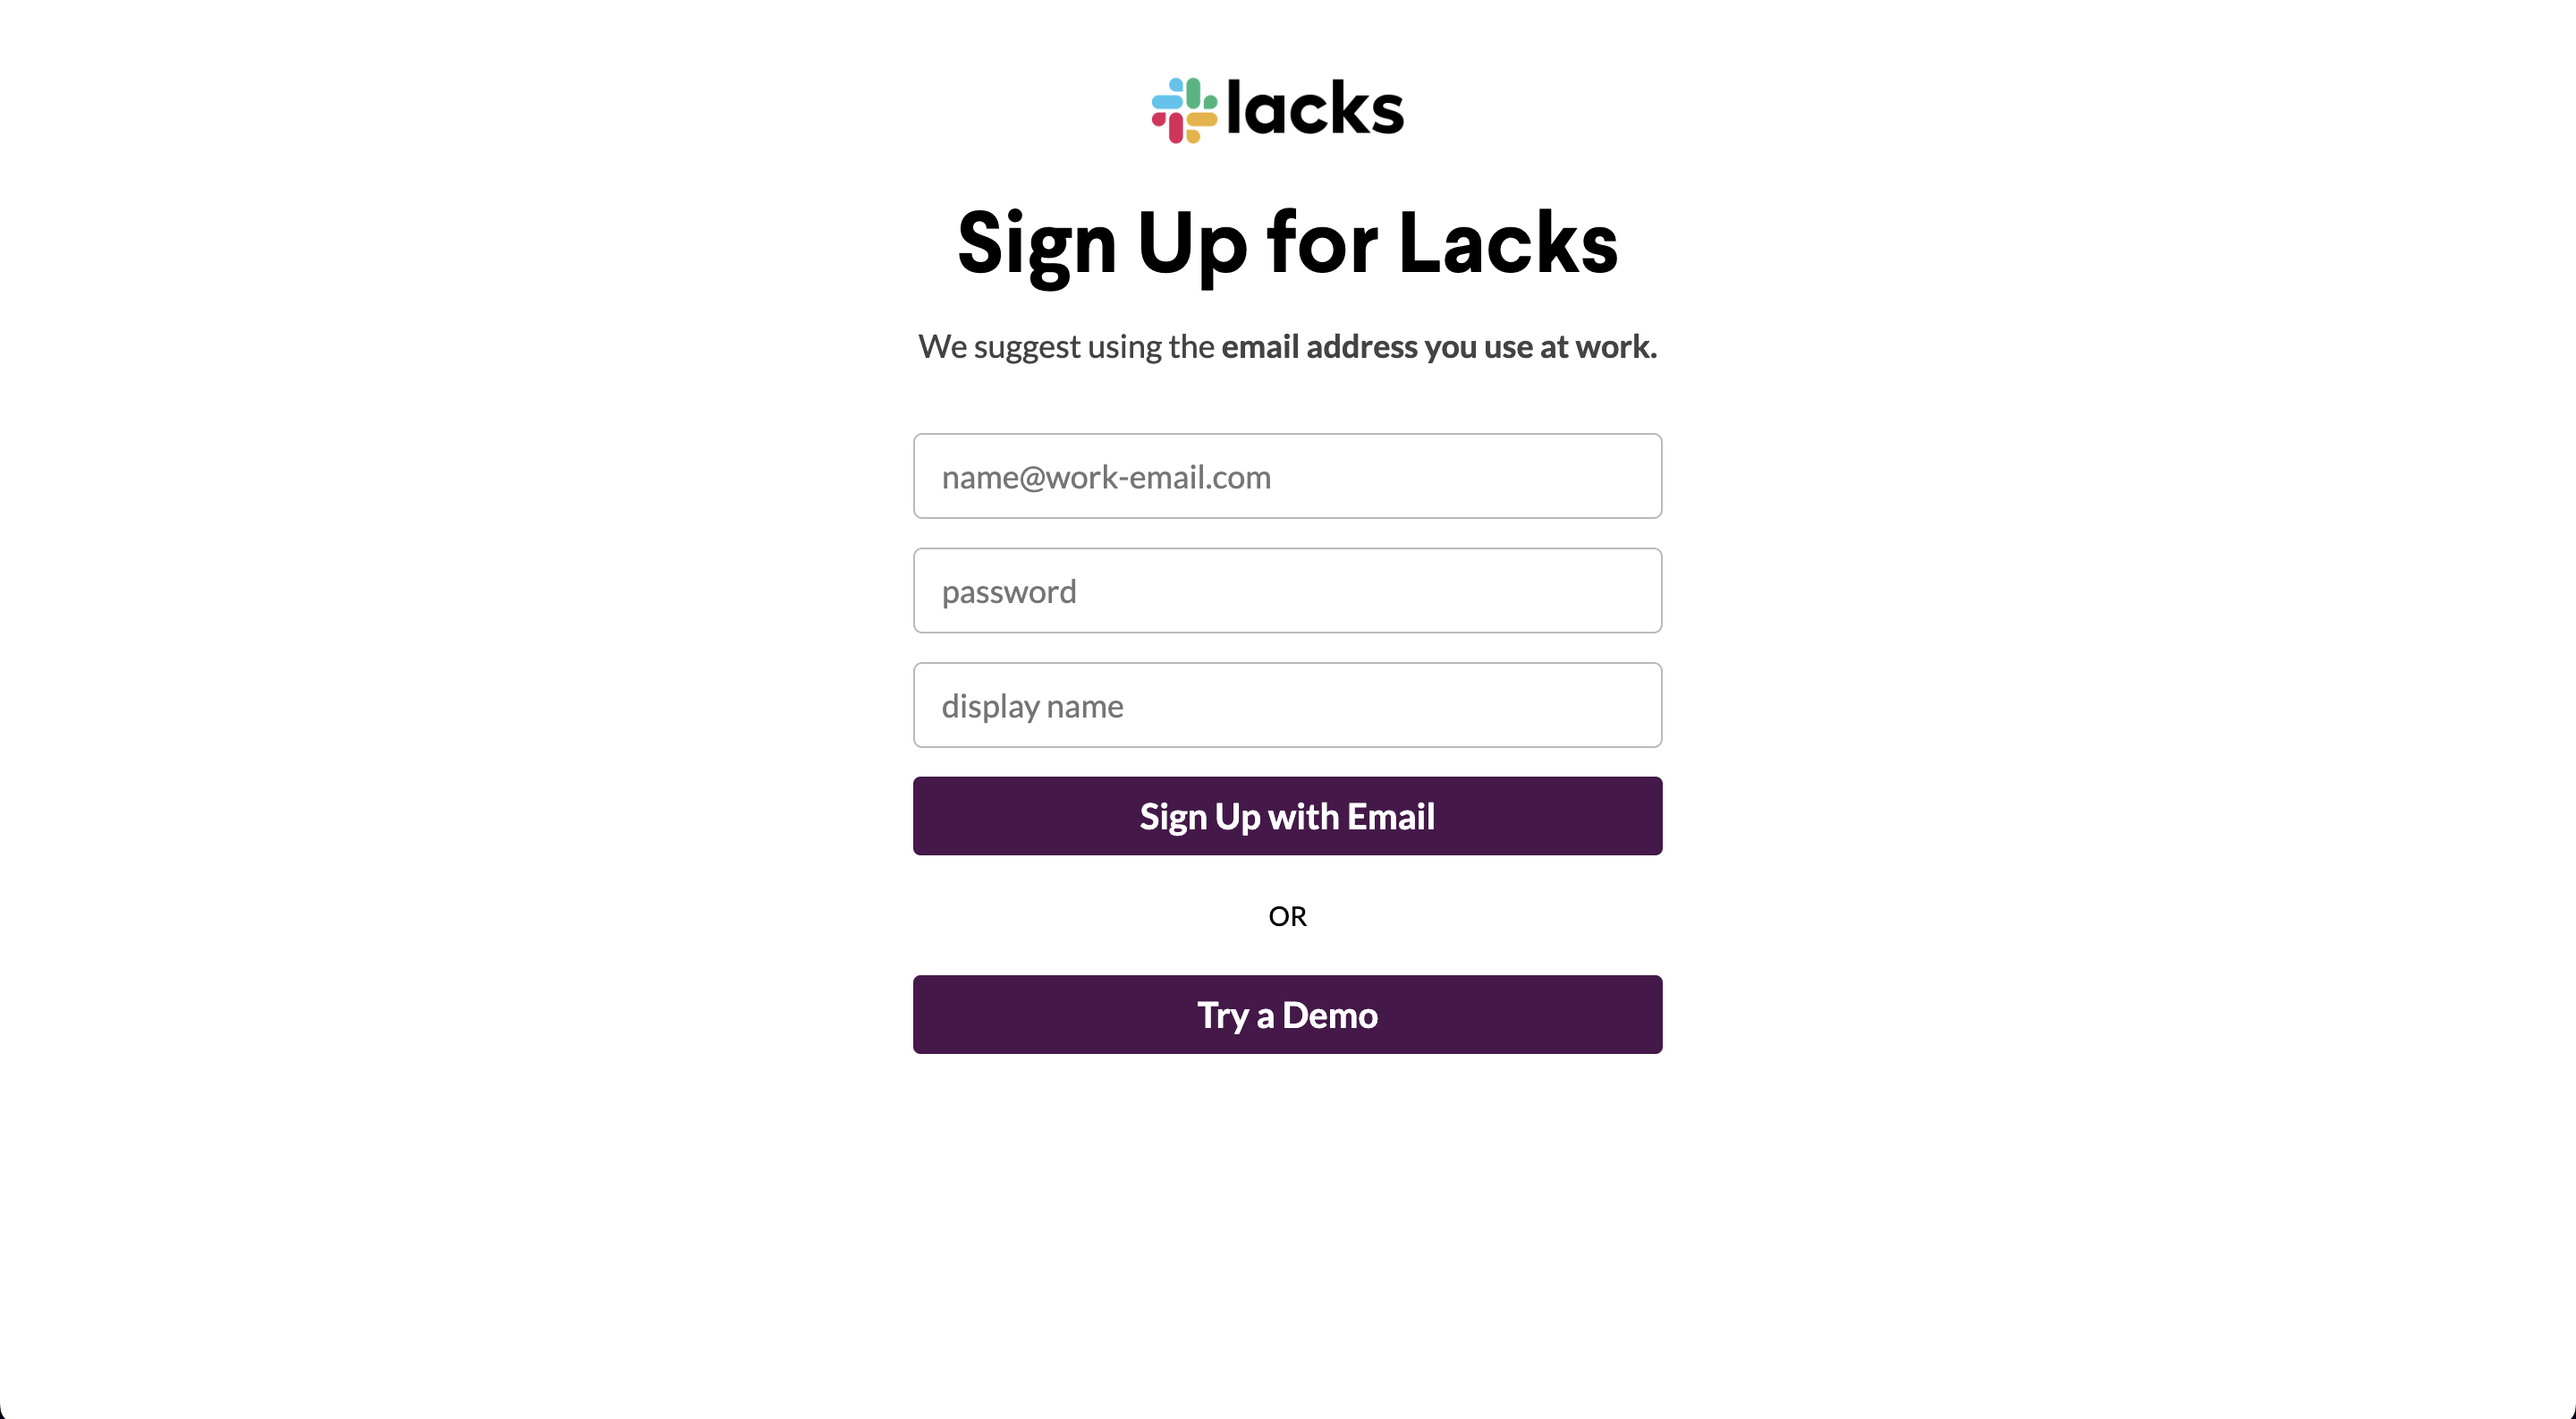 lacks
Sign Up for Lacks
We suggest using the email address you use at work.
name@work-email.com
password
display name
Sign Up with Email
OR
Try a Demo